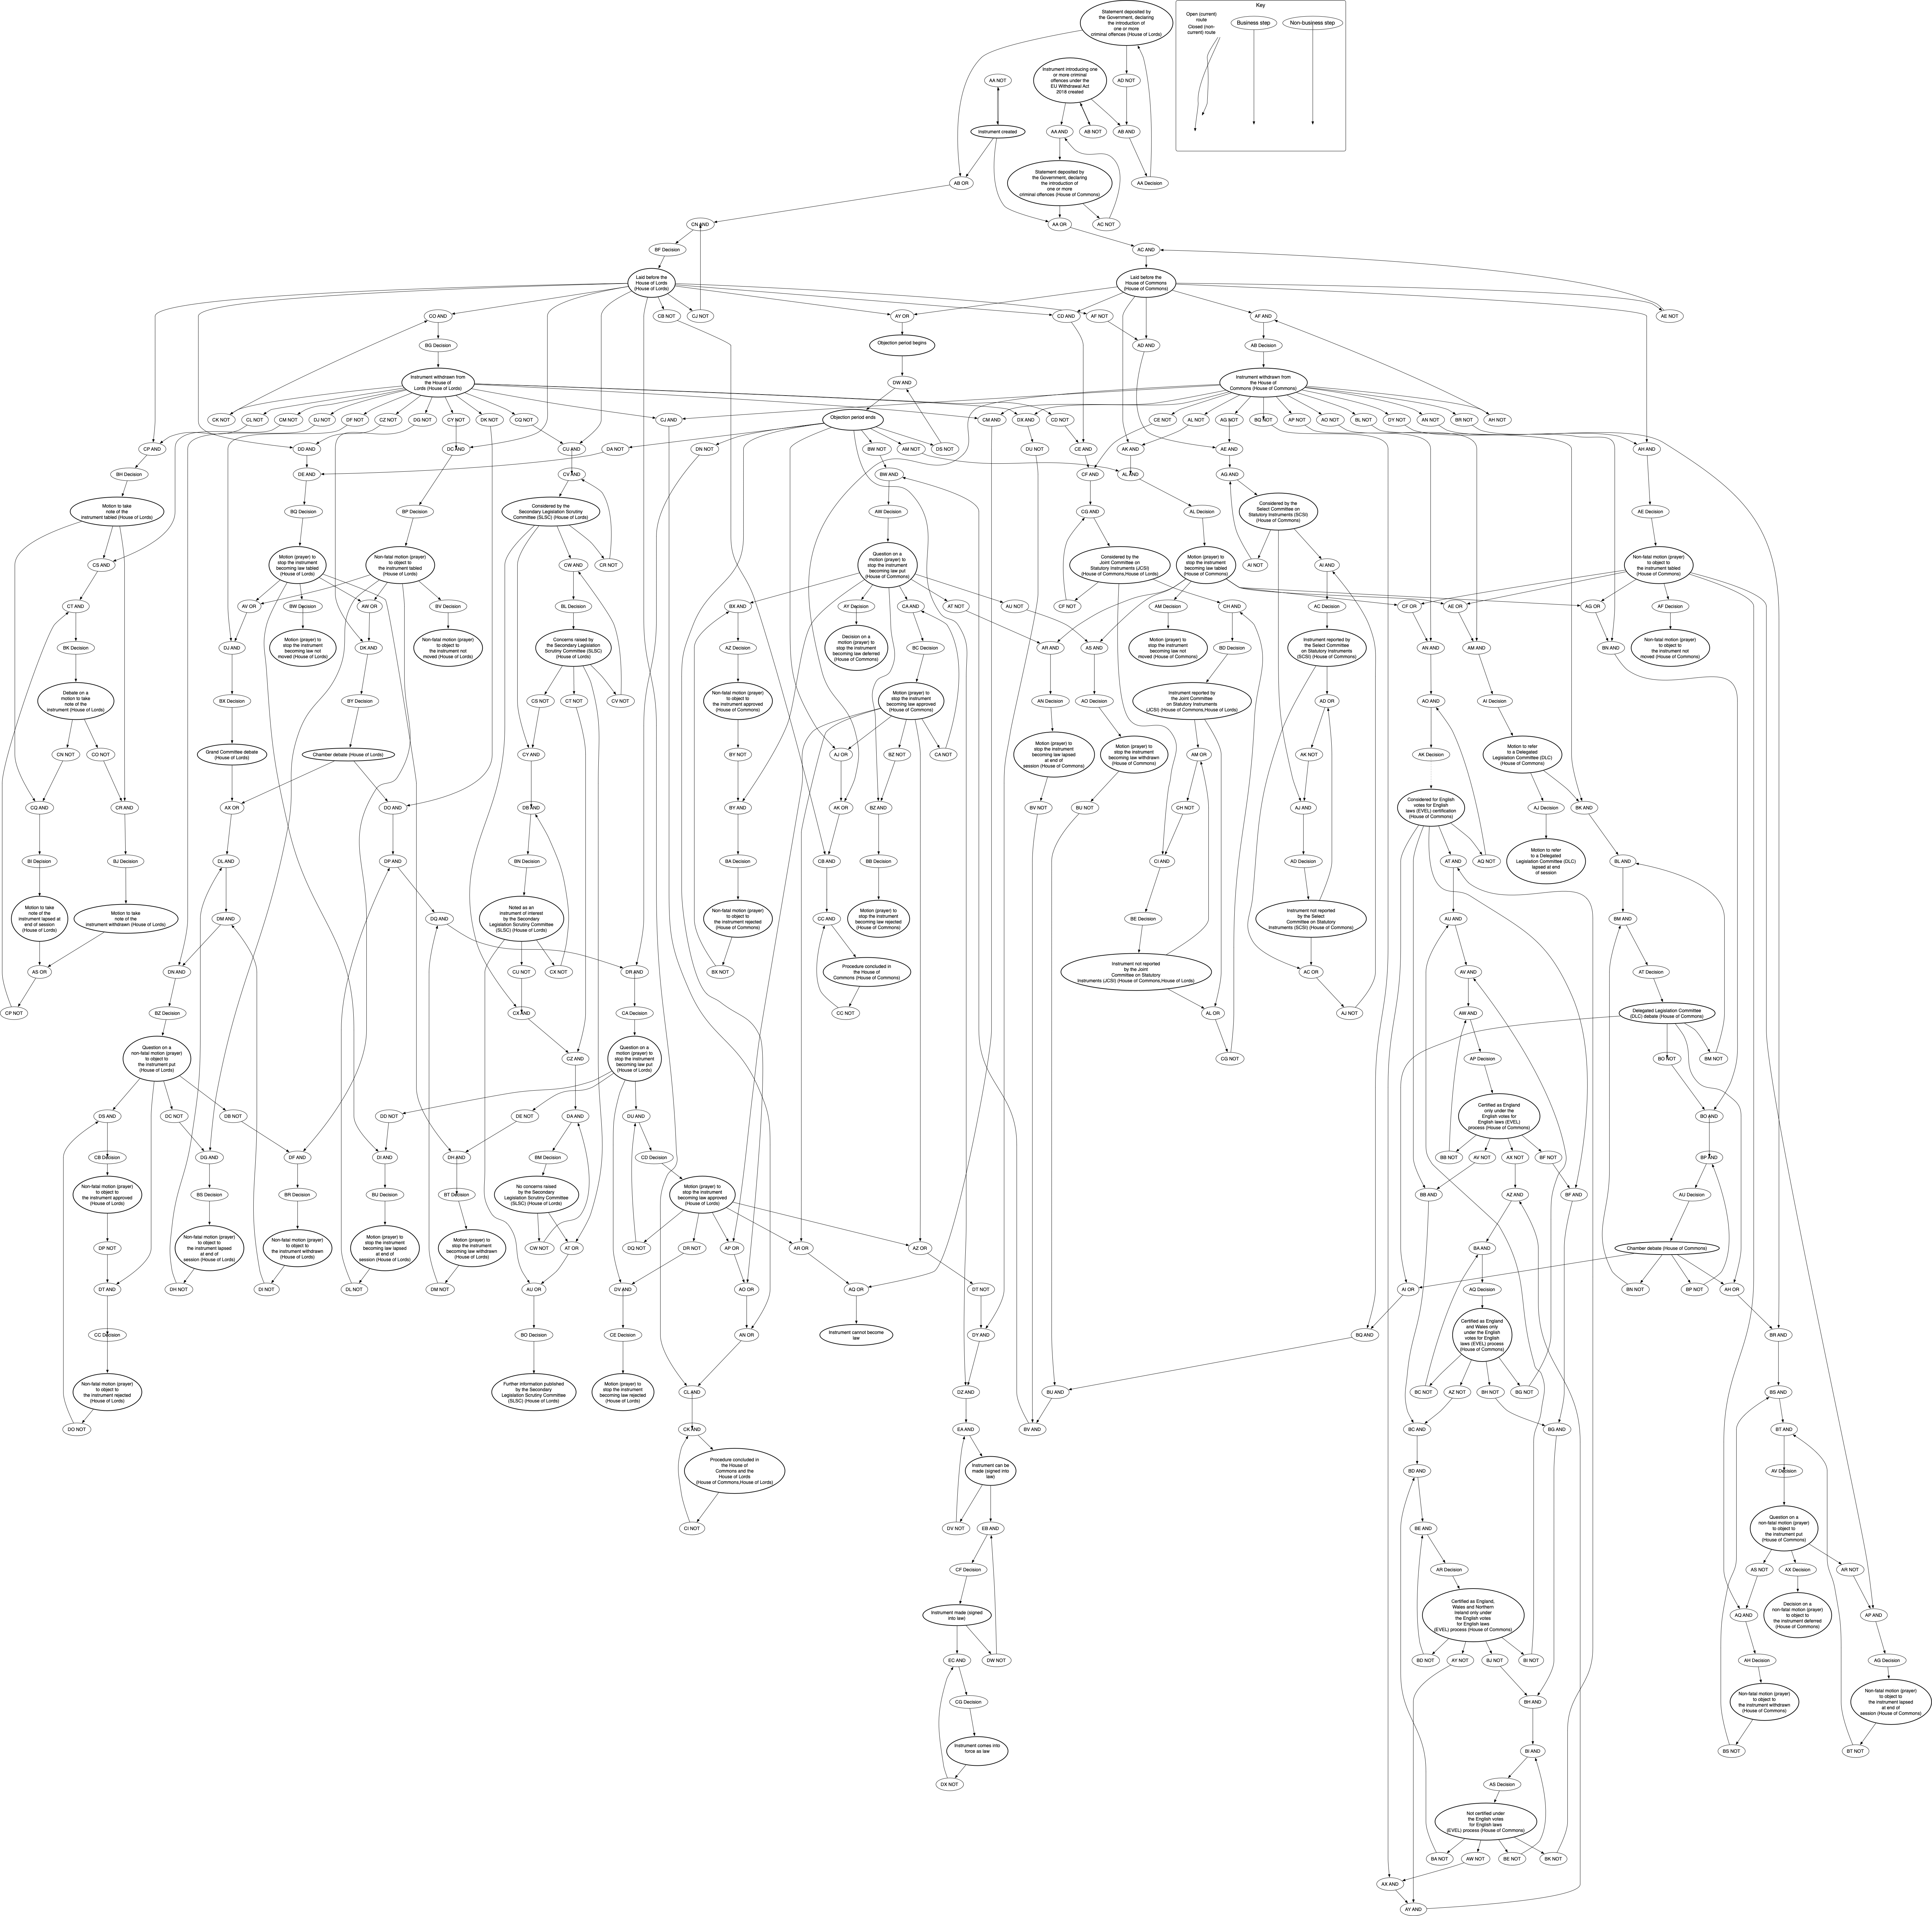 Statement deposited by
the Government, declaring
the introduction of
one or more
criminal offences (House of Lords)
Key
Open (current)
route
Closed (non-
current) route
Business step
Non-business step
AA NOT
Instrument introducing one
or more criminal
offences under the
EU Withdrawal Act
2018 created
AD NOT
Instrument created
AA AND
AB NOT
AB AND
AB OR
Statement deposited by
the Government, declaring
the introduction of
one or more
criminal offences (House of Commons)
AA Decision
CN AND
AA OR
AC NOT
BF Decision
AC AND
Laid before the
House of Lords
(House of Lords)
Laid before the
House of Commons
(House of Commons)
CO AND
CB NOT
CJ NOT
AY OR
CD AND
AF NOT
AF AND
AE NOT
BG Decision
Objection period begins
AD AND
AB Decision
Instrument withdrawn from
the House of
Lords (House of Lords)
DW AND
Instrument withdrawn from
the House of
Commons (House of Commons)
CK NOT
CL NOT
CM NOT
DJ NOT
DF NOT
CZ NOT
DG NOT
CY NOT
DK NOT
CQ NOT
CJ AND
Objection period ends
CM AND
DX AND
CD NOT
CE NOT
AL NOT
AG NOT
BQ NOT
AP NOT
AO NOT
BL NOT
DY NOT
AN NOT
BR NOT
AH NOT
CP AND
DD AND
DC AND
CU AND
DA NOT
DN NOT
BW NOT
AM NOT
DS NOT
DU NOT
CE AND
AK AND
AE AND
AH AND
BH Decision
DE AND
CV AND
BW AND
CF AND
AL AND
AG AND
Motion to take
note of the
instrument tabled (House of Lords)
BQ Decision
BP Decision
Considered by the
Secondary Legislation Scrutiny
Committee (SLSC) (House of Lords)
AW Decision
CG AND
AL Decision
Considered by the
Select Committee on
Statutory Instruments (SCSI)
(House of Commons)
AE Decision
CS AND
Motion (prayer) to
stop the instrument
becoming law tabled
(House of Lords)
Non-fatal motion (prayer)
to object to
the instrument tabled
(House of Lords)
CW AND
CR NOT
Question on a
motion (prayer) to
stop the instrument
becoming law put
(House of Commons)
Considered by the
Joint Committee on
Statutory Instruments (JCSI)
(House of Commons,House of Lords)
Motion (prayer) to
stop the instrument
becoming law tabled
(House of Commons)
AI NOT
AI AND
Non-fatal motion (prayer)
to object to
the instrument tabled
(House of Commons)
CT AND
AV OR
BW Decision
AW OR
BV Decision
BL Decision
BX AND
AY Decision
CA AND
AT NOT
AU NOT
CF NOT
AM Decision
CH AND
AC Decision
CF OR
AE OR
AG OR
AF Decision
BK Decision
DJ AND
Motion (prayer) to
stop the instrument
becoming law not
moved (House of Lords)
DK AND
Non-fatal motion (prayer)
to object to
the instrument not
moved (House of Lords)
Concerns raised by
the Secondary Legislation
Scrutiny Committee (SLSC)
(House of Lords)
AZ Decision
Decision on a
motion (prayer) to
stop the instrument
becoming law deferred
(House of Commons)
BC Decision
AR AND
AS AND
Motion (prayer) to
stop the instrument
becoming law not
moved (House of Commons)
BD Decision
Instrument reported by
the Select Committee
on Statutory Instruments
(SCSI) (House of Commons)
AN AND
AM AND
BN AND
Non-fatal motion (prayer)
to object to
the instrument not
moved (House of Commons)
Debate on a
motion to take
note of the
instrument (House of Lords)
BX Decision
BY Decision
CS NOT
CT NOT
CV NOT
Non-fatal motion (prayer)
to object to
the instrument approved
(House of Commons)
Motion (prayer) to
stop the instrument
becoming law approved
(House of Commons)
AN Decision
AO Decision
Instrument reported by
the Joint Committee
on Statutory Instruments
(JCSI) (House of Commons,House of Lords)
AD OR
AO AND
AI Decision
CN NOT
CO NOT
Grand Committee debate
(House of Lords)
Chamber debate (House of Lords)
CY AND
BY NOT
AJ OR
BZ NOT
CA NOT
Motion (prayer) to
stop the instrument
becoming law lapsed
at end of
session (House of Commons)
Motion (prayer) to
stop the instrument
becoming law withdrawn
(House of Commons)
AM OR
AK NOT
AK Decision
Motion to refer
to a Delegated
Legislation Committee (DLC)
(House of Commons)
CQ AND
CR AND
AX OR
DO AND
DB AND
BY AND
AK OR
BZ AND
BV NOT
BU NOT
CH NOT
AJ AND
Considered for English
votes for English
laws (EVEL) certification
(House of Commons)
AJ Decision
BK AND
BI Decision
BJ Decision
DL AND
DP AND
BN Decision
BA Decision
CB AND
BB Decision
CI AND
AD Decision
AT AND
AQ NOT
Motion to refer
to a Delegated
Legislation Committee (DLC)
lapsed at end
of session
BL AND
Motion to take
note of the
instrument lapsed at
end of session
(House of Lords)
Motion to take
note of the
instrument withdrawn (House of Lords)
DM AND
DQ AND
Noted as an
instrument of interest
by the Secondary
Legislation Scrutiny Committee
(SLSC) (House of Lords)
Non-fatal motion (prayer)
to object to
the instrument rejected
(House of Commons)
CC AND
Motion (prayer) to
stop the instrument
becoming law rejected
(House of Commons)
BE Decision
Instrument not reported
by the Select
Committee on Statutory
Instruments (SCSI) (House of Commons)
AU AND
BM AND
AS OR
DN AND
CU NOT
CX NOT
DR AND
BX NOT
Procedure concluded in
the House of
Commons (House of Commons)
Instrument not reported
by the Joint
Committee on Statutory
Instruments (JCSI) (House of Commons,House of Lords)
AC OR
AV AND
AT Decision
CP NOT
BZ Decision
CX AND
CA Decision
CC NOT
AL OR
AJ NOT
AW AND
Delegated Legislation Committee
(DLC) debate (House of Commons)
Question on a
non-fatal motion (prayer)
to object to
the instrument put
(House of Lords)
CZ AND
Question on a
motion (prayer) to
stop the instrument
becoming law put
(House of Lords)
CG NOT
AP Decision
BO NOT
BM NOT
DS AND
DC NOT
DB NOT
DD NOT
DE NOT
DA AND
DU AND
Certified as England
only under the
English votes for
English laws (EVEL)
process (House of Commons)
BO AND
CB Decision
DG AND
DF AND
DI AND
DH AND
BM Decision
CD Decision
BB NOT
AV NOT
AX NOT
BF NOT
BP AND
Non-fatal motion (prayer)
to object to
the instrument approved
(House of Lords)
BS Decision
BR Decision
BU Decision
BT Decision
No concerns raised
by the Secondary
Legislation Scrutiny Committee
(SLSC) (House of Lords)
Motion (prayer) to
stop the instrument
becoming law approved
(House of Lords)
BB AND
AZ AND
BF AND
AU Decision
DP NOT
Non-fatal motion (prayer)
to object to
the instrument lapsed
at end of
session (House of Lords)
Non-fatal motion (prayer)
to object to
the instrument withdrawn
(House of Lords)
Motion (prayer) to
stop the instrument
becoming law lapsed
at end of
session (House of Lords)
Motion (prayer) to
stop the instrument
becoming law withdrawn
(House of Lords)
CW NOT
AT OR
DQ NOT
DR NOT
AP OR
AR OR
AZ OR
BA AND
Chamber debate (House of Commons)
DT AND
DH NOT
DI NOT
DL NOT
DM NOT
AU OR
DV AND
AO OR
AQ OR
DT NOT
AI OR
AQ Decision
BN NOT
BP NOT
AH OR
CC Decision
BO Decision
CE Decision
AN OR
Instrument cannot become
law
DY AND
BQ AND
Certified as England
and Wales only
under the English
votes for English
laws (EVEL) process
(House of Commons)
BR AND
Non-fatal motion (prayer)
to object to
the instrument rejected
(House of Lords)
Further information published
by the Secondary
Legislation Scrutiny Committee
(SLSC) (House of Lords)
Motion (prayer) to
stop the instrument
becoming law rejected
(House of Lords)
CL AND
DZ AND
BU AND
BC NOT
AZ NOT
BH NOT
BG NOT
BS AND
DO NOT
CK AND
EA AND
BV AND
BC AND
BG AND
BT AND
Procedure concluded in
the House of
Commons and the
House of Lords
(House of Commons,House of Lords)
Instrument can be
made (signed into
law)
BD AND
AV Decision
CI NOT
DV NOT
EB AND
BE AND
Question on a
non-fatal motion (prayer)
to object to
the instrument put
(House of Commons)
CF Decision
AR Decision
AS NOT
AX Decision
AR NOT
Instrument made (signed
into law)
Certified as England,
Wales and Northern
Ireland only under
the English votes
for English laws
(EVEL) process (House of Commons)
AQ AND
Decision on a
non-fatal motion (prayer)
to object to
the instrument deferred
(House of Commons)
AP AND
EC AND
DW NOT
BD NOT
AY NOT
BJ NOT
BI NOT
AH Decision
AG Decision
CG Decision
BH AND
Non-fatal motion (prayer)
to object to
the instrument withdrawn
(House of Commons)
Non-fatal motion (prayer)
to object to
the instrument lapsed
at end of
session (House of Commons)
Instrument comes into
force as law
BI AND
BS NOT
BT NOT
DX NOT
AS Decision
Not certified under
the English votes
for English laws
(EVEL) process (House of Commons)
BA NOT
AW NOT
BE NOT
BK NOT
AX AND
AY AND